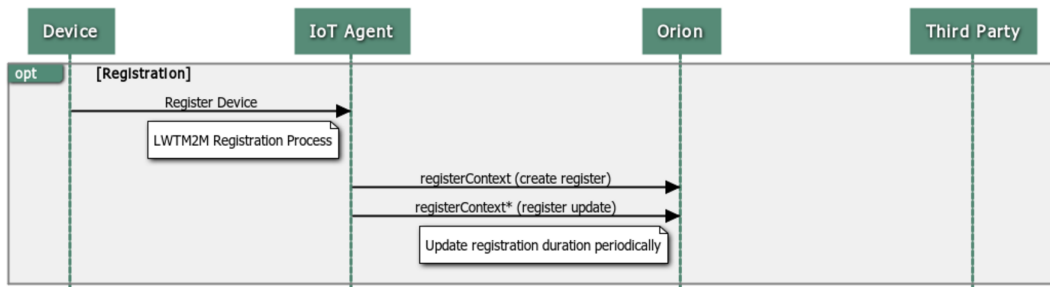 Device
IoT Agent
Orion
Third Party
opt
[Registration]
Register Device
LWTM2M Registration Process
registerContext (create register)
registerContext* (register update)
Update registration duration periodically